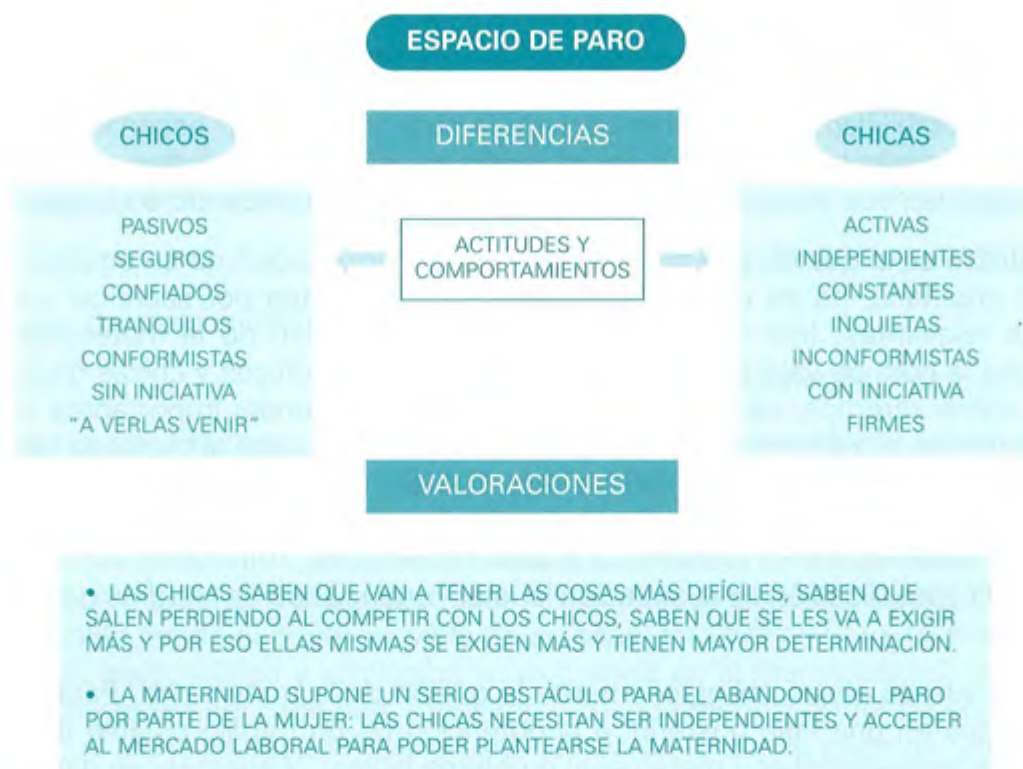 ESPACIO DE PARO
CHICOS
DIFERENCIAS
CHICAS
PASIVOS
SEGUROS
CONFIADOS
TRANQUILOS
CONFORMISTAS
SIN INICIATIVA
"A VERLAS VENIR"
ACTITUDES Y
COMPORTAMIENTOS
ACTIVAS
INDEPENDIENTES
CONSTANTES
INQUIETAS
INCONFORMISTAS
CON INICIATIVA
FIRMES
VALORACIONES
• LAS CHICAS SABEN QUE VAN A TENER LAS COSAS MÁS DIFÍCILES, SABEN QUE
SALEN PERDIENDO AL COMPETIR CON LOS CHICOS, SABEN QUE SE LES VA A EXIGIR
MÁS Y POR ESO ELLAS MISMAS SE EXIGEN MÁS Y TIENEN MAYOR DETERMINACIÓN.
• LA MATERNIDAD SUPONE UN SERIO OBSTÁCULO PARA EL ABANDONO DEL PARO
POR PARTE DE LA MUJER: LAS CHICAS NECESITAN SER INDEPENDIENTES Y ACCEDER
AL MERCADO LABORAL PARA PODER PLANTEARSE LA MATERNIDAD.